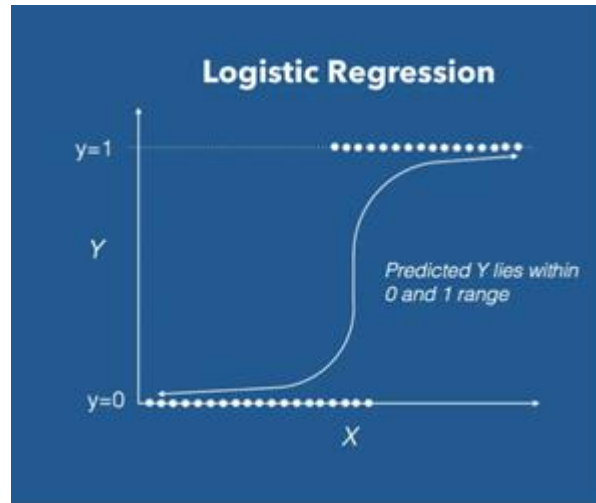 Logistic Regression
y=1
Y
Predicted Y lies within
0 and 1 range
y=0
X